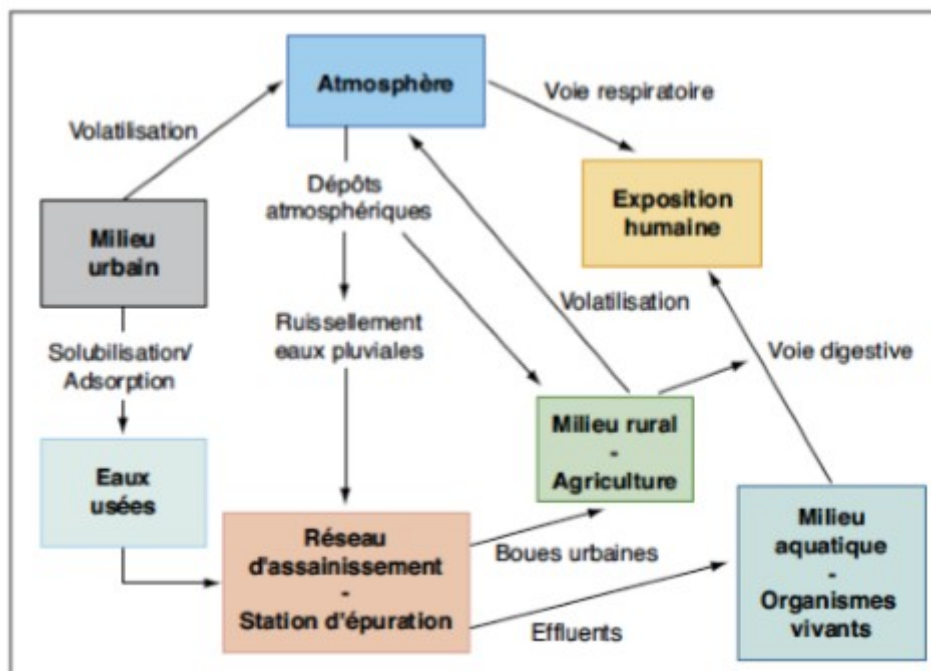 Atmosphère
Voie respiratoire
Volatilisation
Dépôts
atmosphériques
Exposition
humaine
Milieu
urbain
Volatilisation
Ruissellement
eaux pluviales
Solubilisation/
Adsorption
Voie digestive
Milieu rural
-
Agriculture
Eaux
usées
Réseau
d'assainissement
-
Station d'épuration
Boues urbaines
Milieu
aquatique
-
Organismes
vivants
Effluents